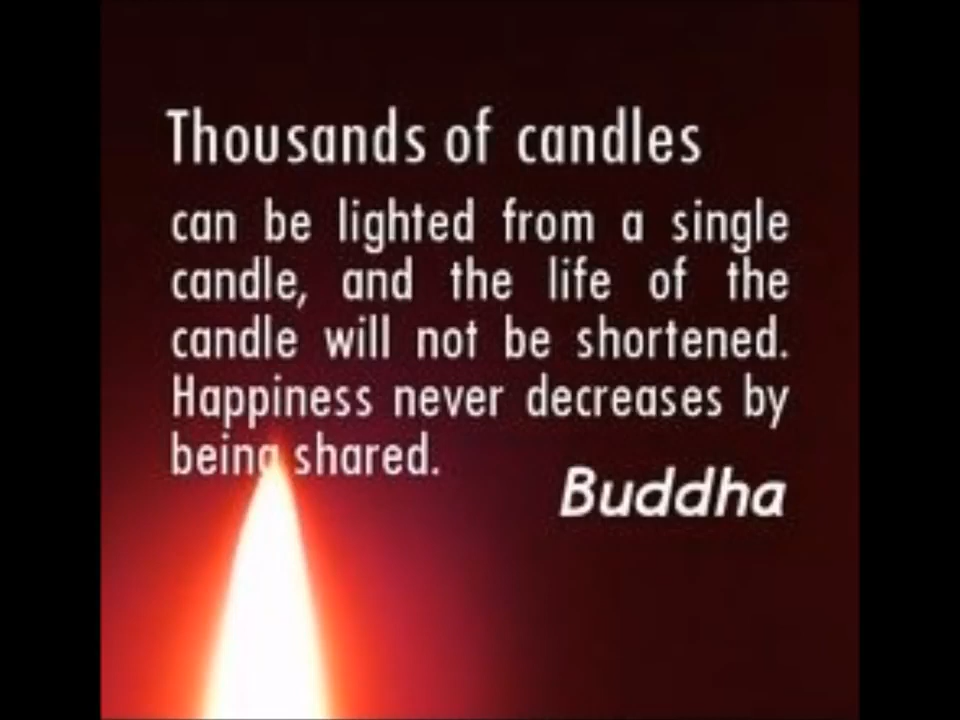 Thousands of candles
can be lighted from a single
candle, and the life of the
candle will not be shortened.
Happiness never decreases by
being shared.
Buddha